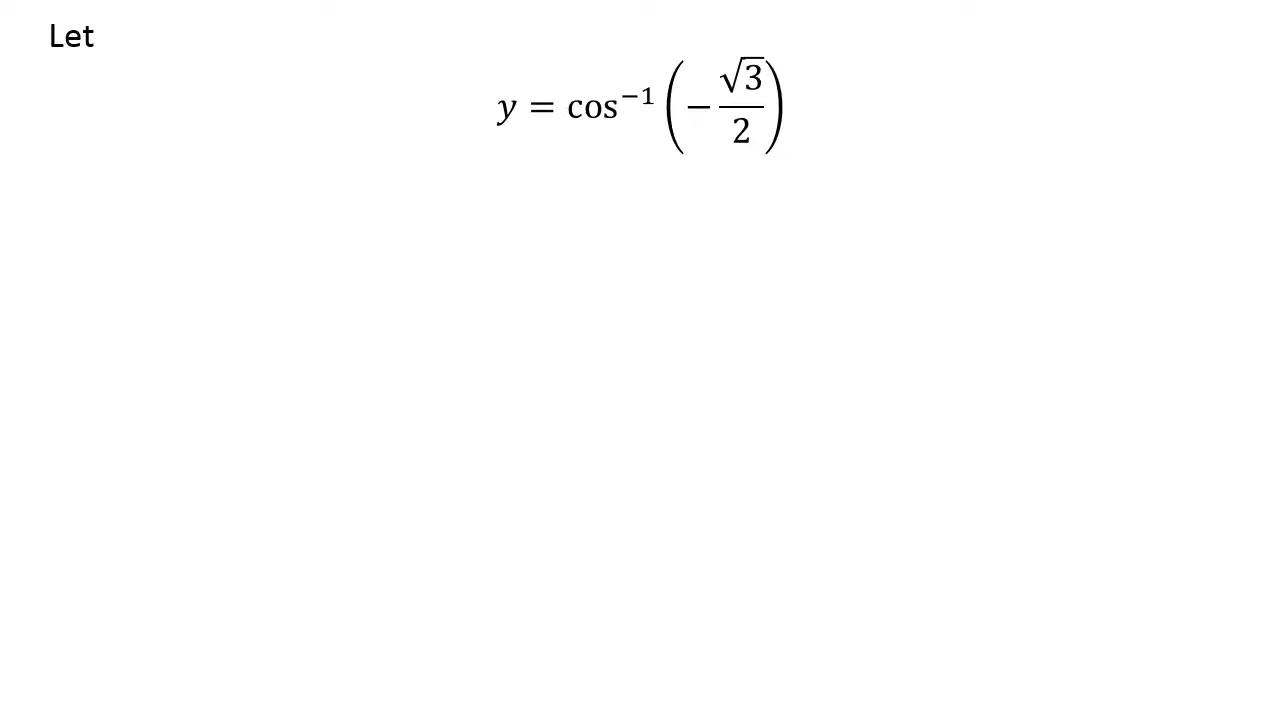 Let
y = cos⁻¹(−√3/2)